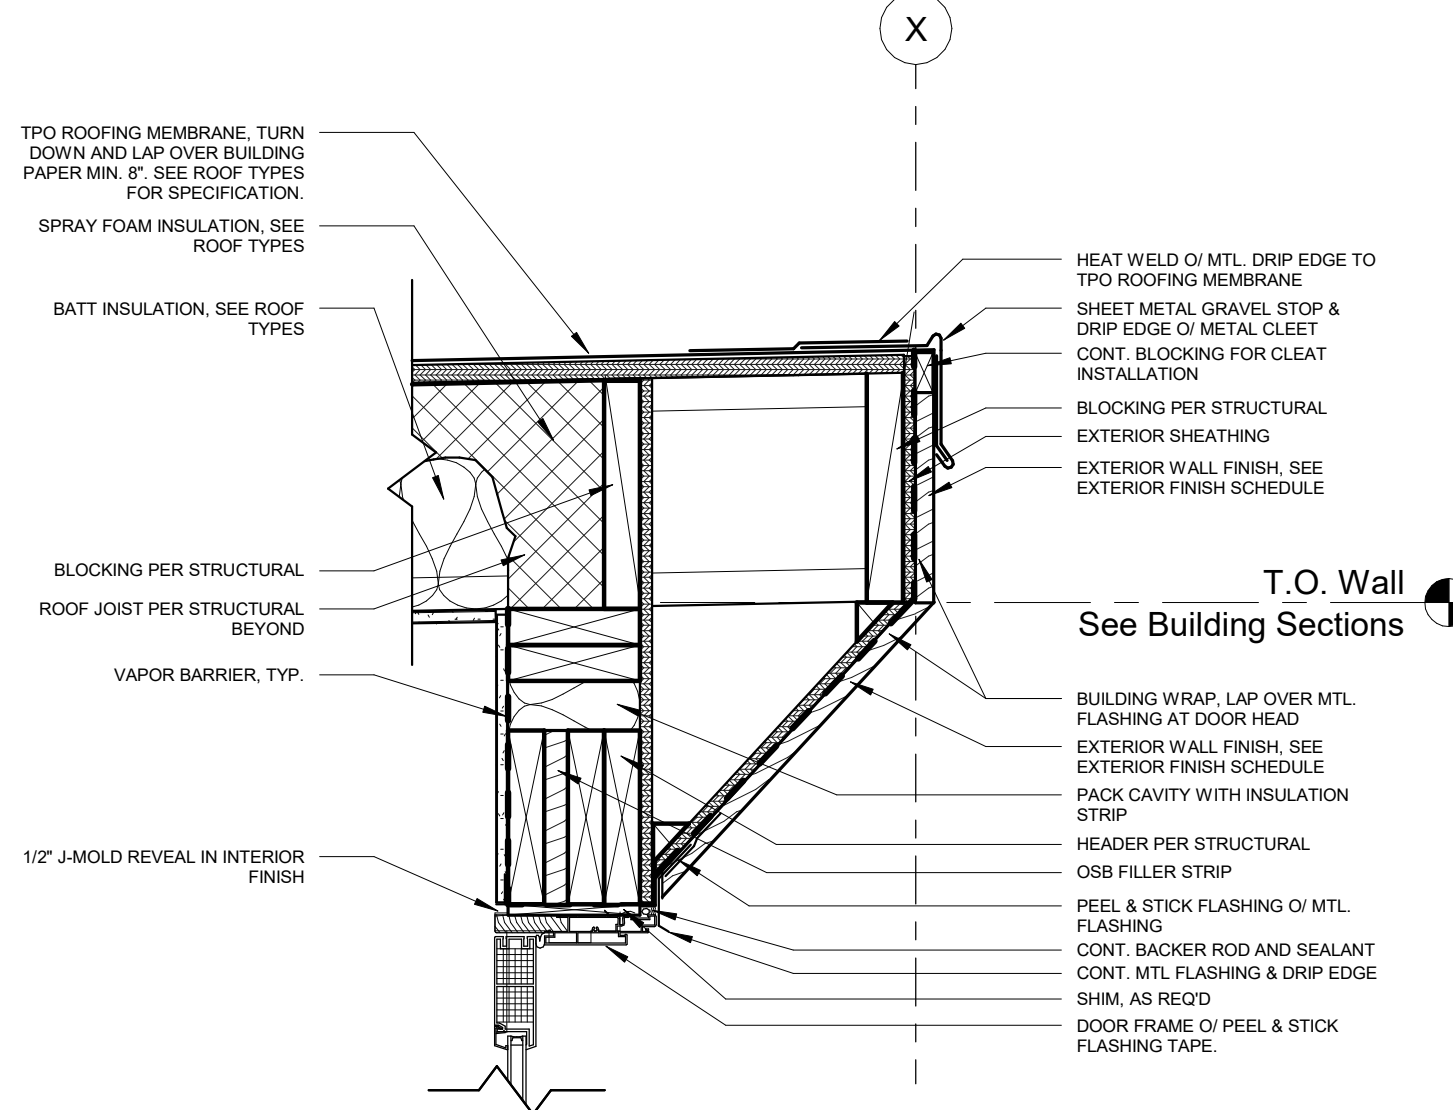 X
TPO ROOFING MEMBRANE, TURN
DOWN AND LAP OVER BUILDING
PAPER MIN. 8". SEE ROOF TYPES
FOR SPECIFICATION.
SPRAY FOAM INSULATION, SEE
ROOF TYPES
BATT INSULATION, SEE ROOF
TYPES
BLOCKING PER STRUCTURAL
ROOF JOIST PER STRUCTURAL
BEYOND
VAPOR BARRIER, TYP.
1/2" J-MOLD REVEAL IN INTERIOR
FINISH
HEAT WELD O/ MTL. DRIP EDGE TO
TPO ROOFING MEMBRANE
SHEET METAL GRAVEL STOP &
DRIP EDGE O/ METAL CLEET
CONT. BLOCKING FOR CLEAT
INSTALLATION
BLOCKING PER STRUCTURAL
EXTERIOR SHEATHING
EXTERIOR WALL FINISH, SEE
EXTERIOR FINISH SCHEDULE
T.O. Wall
See Building Sections
BUILDING WRAP, LAP OVER MTL.
FLASHING AT DOOR HEAD
EXTERIOR WALL FINISH, SEE
EXTERIOR FINISH SCHEDULE
PACK CAVITY WITH INSULATION
STRIP
HEADER PER STRUCTURAL
OSB FILLER STRIP
PEEL & STICK FLASHING O/ MTL.
FLASHING
CONT. BACKER ROD AND SEALANT
CONT. MTL FLASHING & DRIP EDGE
SHIM, AS REQ'D
DOOR FRAME O/ PEEL & STICK
FLASHING TAPE.